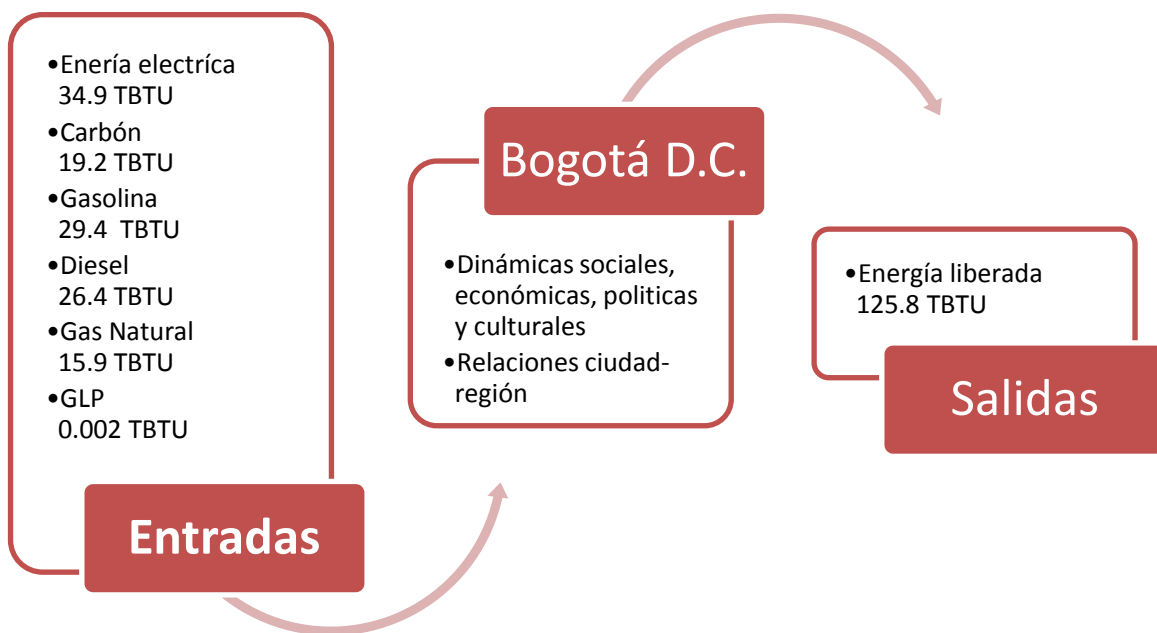 •Enería electríca
34.9 TBTU
•Carbón
19.2 TBTU
•Gasolina
29.4 TBTU
•Diesel
26.4 TBTU
•Gas Natural
15.9 TBTU
•GLP
0.002 TBTU
Entradas
Bogotá D.C.
•Dinámicas sociales,
económicas, politicas
y culturales
•Relaciones ciudad-
región
•Energía liberada
125.8 TBTU
Salidas